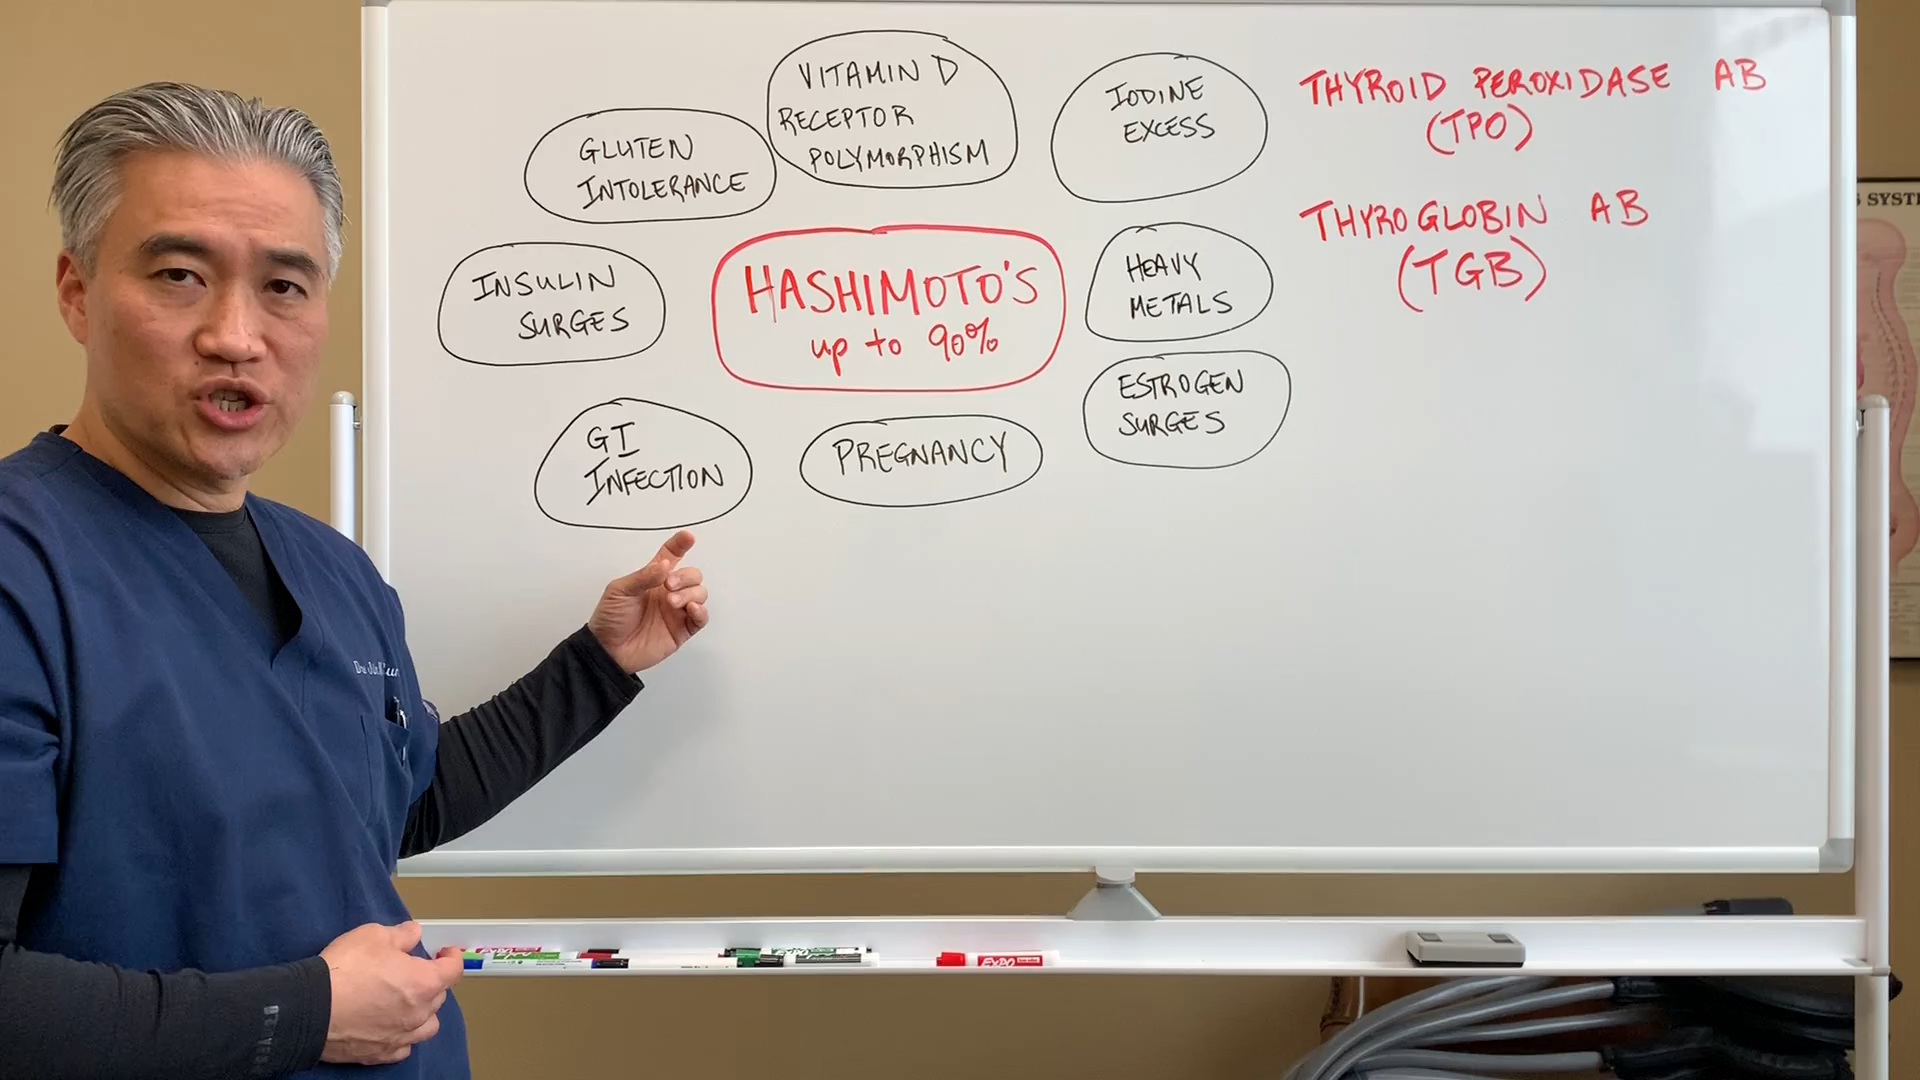 VITAMIN D
RECEPTOR
POLYMORPHISM
IODINE
EXCESS
THYROID PEROXIDASE AB
(TPO)
GLUTEN
INTOLERANCE
THYROGLOBIN AB
(TGB)
INSULIN
SURGES
HASHIMOTO'S
up to 90%
HEAVY
METALS
ESTROGEN
SURGES
GI
INFECTION
PREGNANCY
EXPO